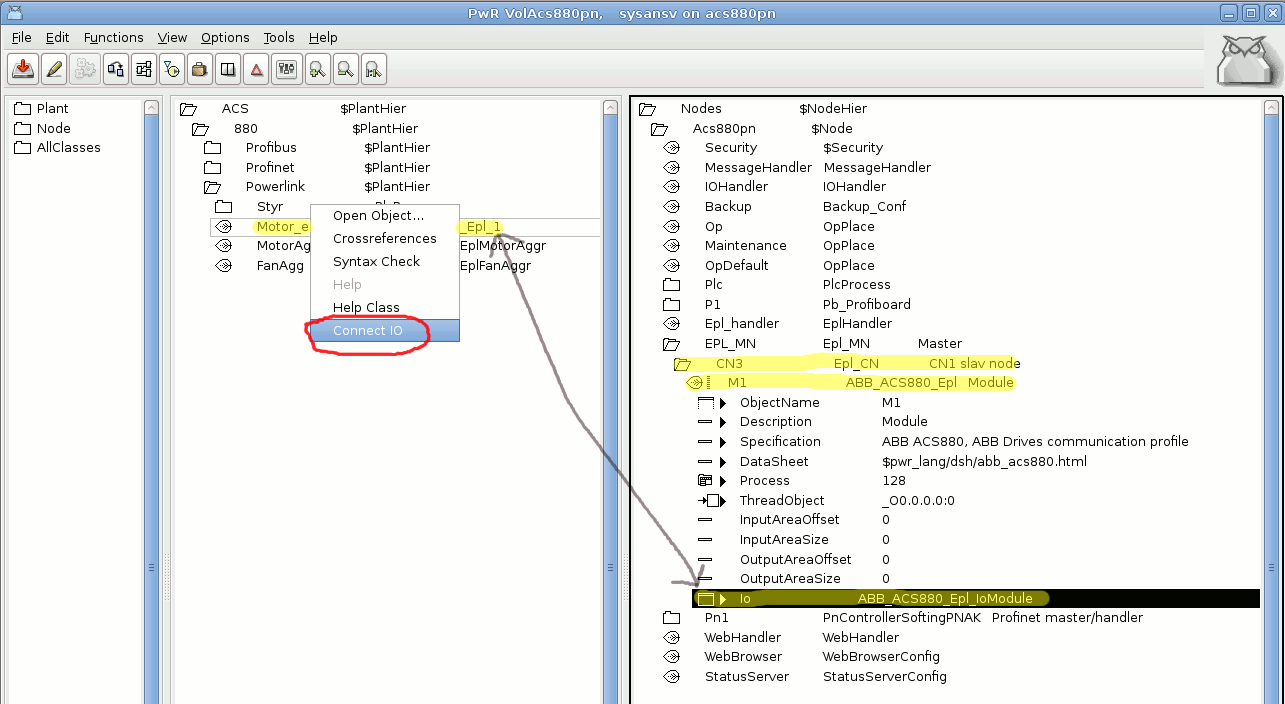 PwR VolAcs880pn, sysansv on acs880pn
File Edit Functions View Options Tools Help
Plant
Node
AllClasses
ACS $PlantHier
880 $PlantHier
Profibus $PlantHier
Profinet $PlantHier
Powerlink $PlantHier
Styr
Motor_e _Epl_1
MotorAg EplMotorAggr
FanAgg EplFanAggr
Open Object...
Crossreferences
Syntax Check
Help
Help Class
Connect IO
Nodes $NodeHier
Acs880pn $Node
Security $Security
MessageHandler MessageHandler
IOHandler IOHandler
Backup Backup_Conf
Op OpPlace
Maintenance OpPlace
OpDefault OpPlace
Plc PlcProcess
P1 Pb_Profiboard
Epl_handler EplHandler
EPL_MN Epl_MN Master
CN3 Epl_CN CN1 slav node
M1 ABB_ACS880_Epl Module
ObjectName M1
Description Module
Specification ABB ACS880, ABB Drives communication profile
DataSheet $pwr_lang/dsh/abb_acs880.html
Process 128
ThreadObject _O0.0.0.0:0
InputAreaOffset 0
InputAreaSize 0
OutputAreaOffset 0
OutputAreaSize 0
Io ABB_ACS880_Epl_IoModule
Pn1 PnControllerSoftingPNAK Profinet master/handler
WebHandler WebHandler
WebBrowser WebBrowserConfig
StatusServer StatusServerConfig